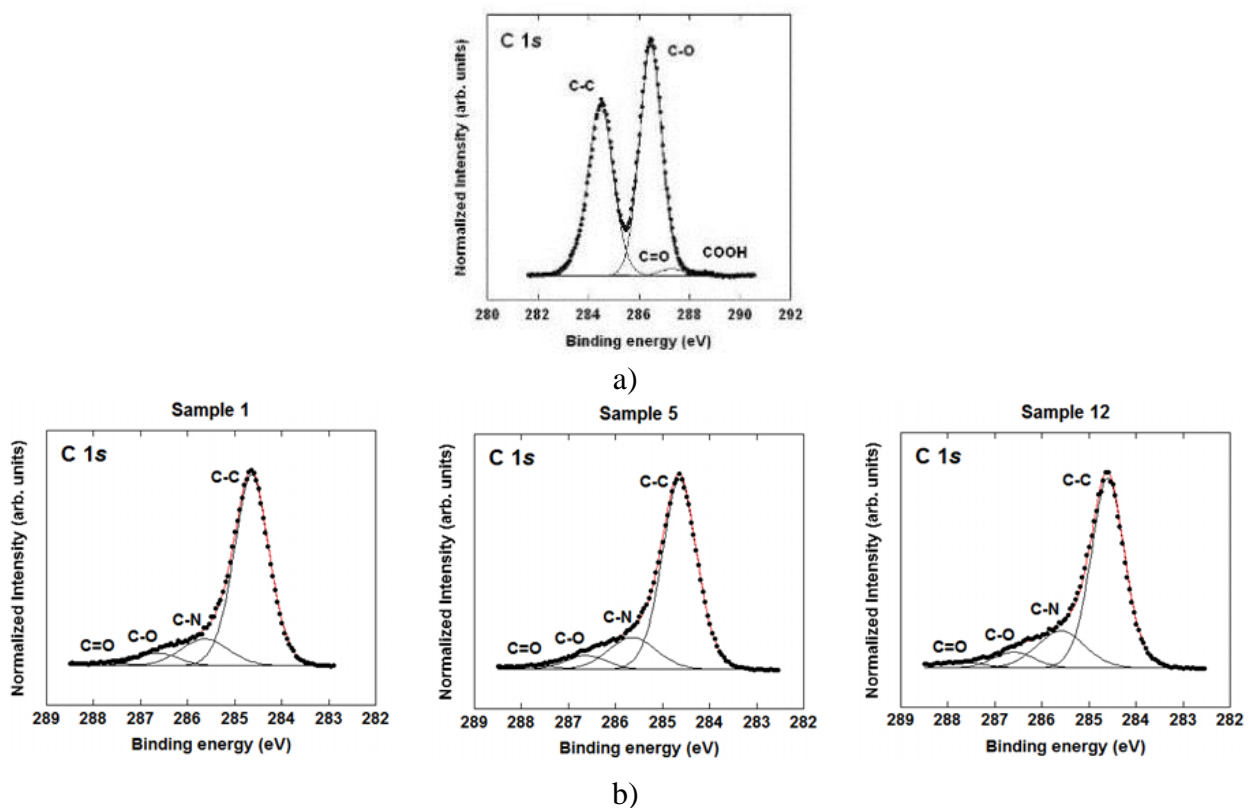 C 1s
C-O
C-C
C=O
COOH
Normalized Intensity (arb. units)
280 282 284 286 288 290 292
Binding energy (eV)
a)
Sample 1
C 1s
C-C
C-N
C-O
C=O
Normalized Intensity (arb. units)
289 288 287 286 285 284 283 282
Binding energy (eV)
Sample 5
C 1s
C-C
C-N
C-O
C=O
Normalized Intensity (arb. units)
289 288 287 286 285 284 283 282
Binding energy (eV)
Sample 12
C 1s
C-C
C-N
C-O
C=O
Normalized Intensity (arb. units)
289 288 287 286 285 284 283 282
Binding energy (eV)
b)